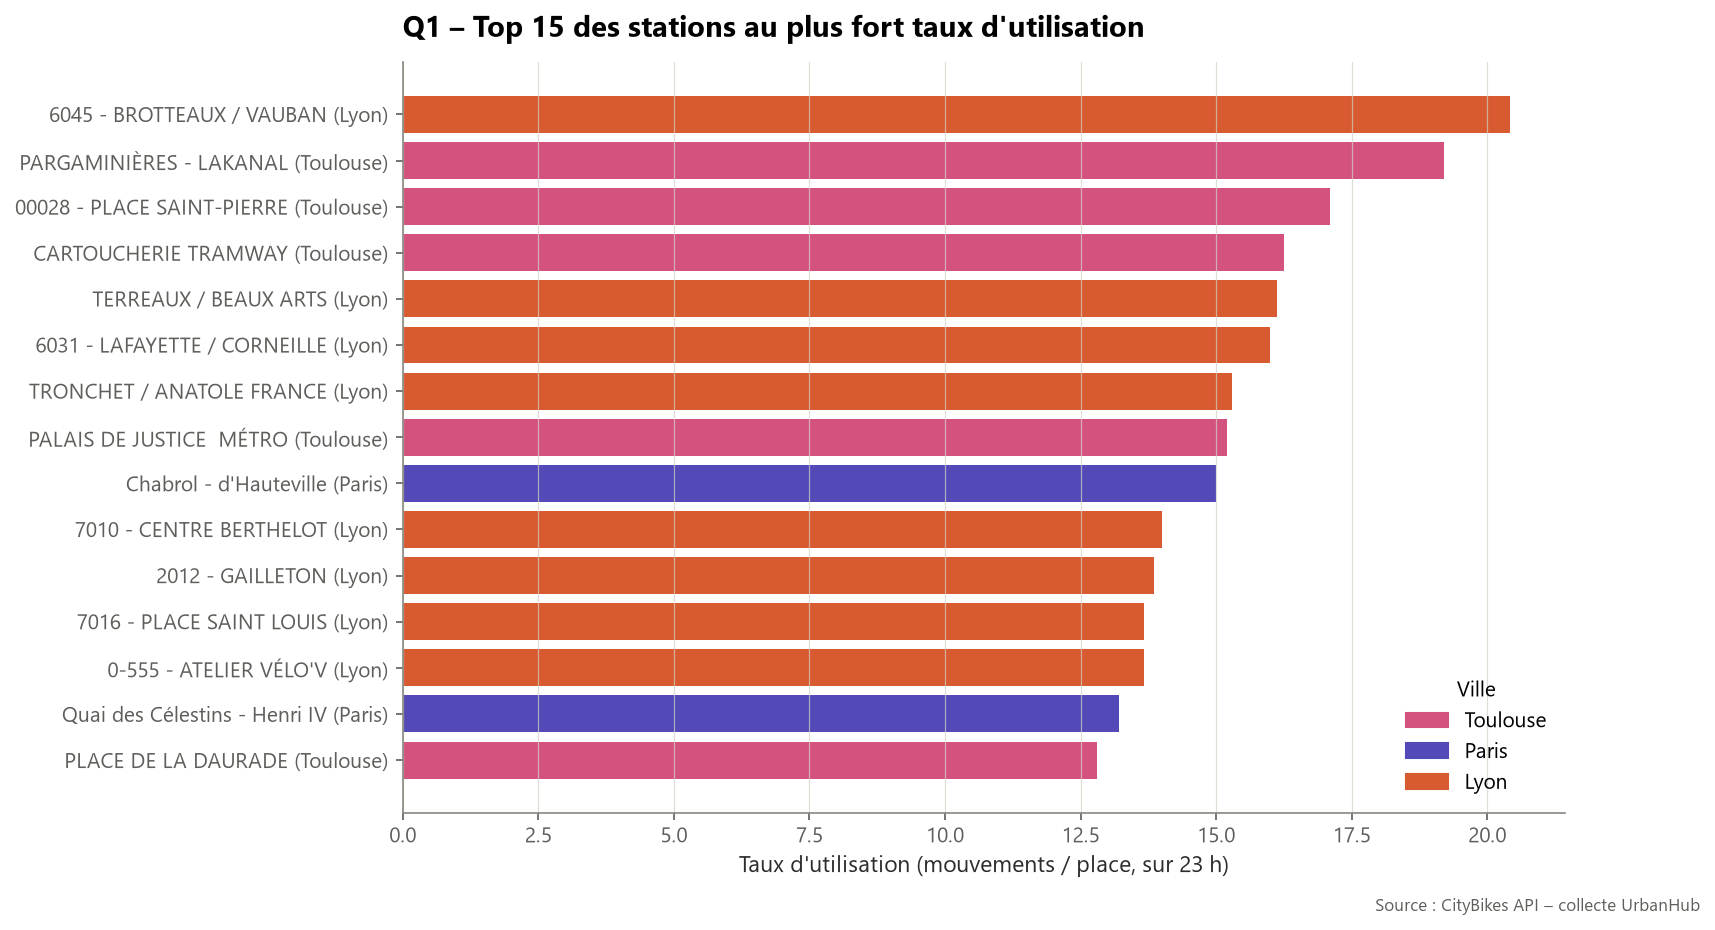 Q1 – Top 15 des stations au plus fort taux d'utilisation
6045 - BROTTEAUX / VAUBAN (Lyon)
PARGAMINIÈRES - LAKANAL (Toulouse)
00028 - PLACE SAINT-PIERRE (Toulouse)
CARTOUCHERIE TRAMWAY (Toulouse)
TERREAUX / BEAUX ARTS (Lyon)
6031 - LAFAYETTE / CORNEILLE (Lyon)
TRONCHET / ANATOLE FRANCE (Lyon)
PALAIS DE JUSTICE  MÉTRO (Toulouse)
Chabrol - d'Hauteville (Paris)
7010 - CENTRE BERTHELOT (Lyon)
2012 - GAILLETON (Lyon)
7016 - PLACE SAINT LOUIS (Lyon)
0-555 - ATELIER VÉLO'V (Lyon)
Quai des Célestins - Henri IV (Paris)
PLACE DE LA DAURADE (Toulouse)
Ville
Toulouse
Paris
Lyon
0.0 2.5 5.0 7.5 10.0 12.5 15.0 17.5 20.0
Taux d'utilisation (mouvements / place, sur 23 h)
Source : CityBikes API – collecte UrbanHub